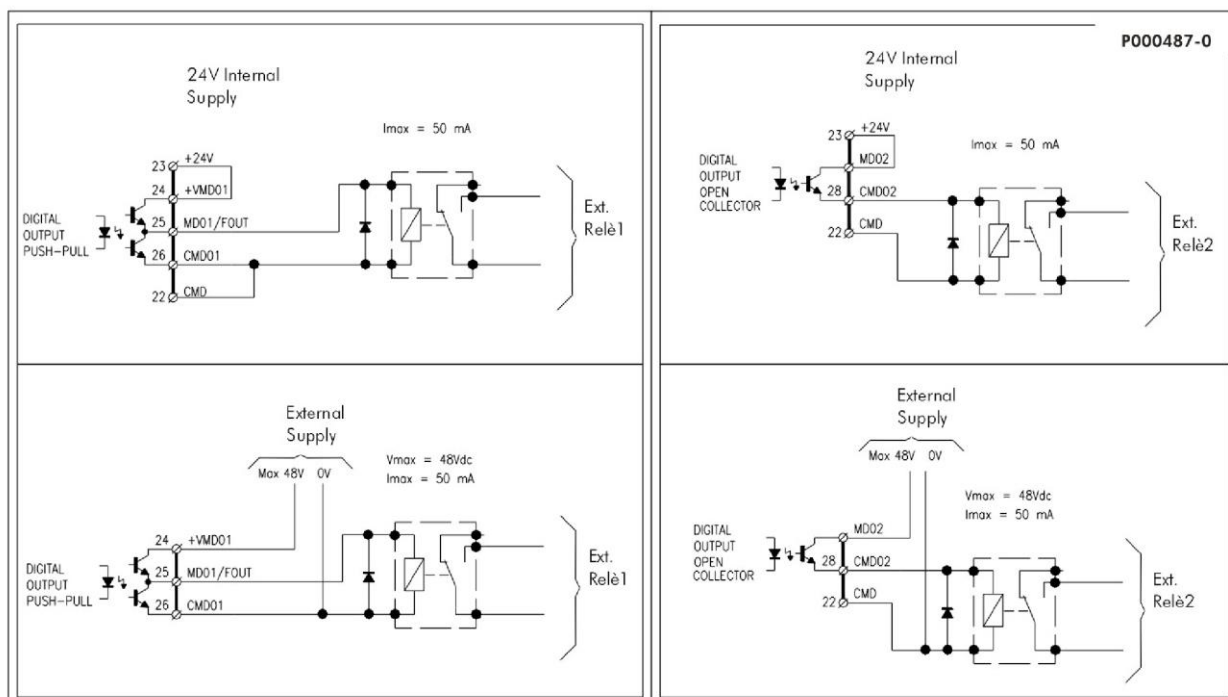 P000487-0
24V Internal
Supply
Imax = 50 mA
23 +24V
24 +VMD01
25 MD01/FOUT
26 CMD01
22 CMD
DIGITAL
OUTPUT
PUSH-PULL
Ext.
Relè1
24V Internal
Supply
Imax = 50 mA
23 +24V
MD02
28 CMD02
22 CMD
DIGITAL
OUTPUT
OPEN
COLLECTOR
Ext.
Relè2
External
Supply
Max 48V 0V
Vmax = 48Vdc
Imax = 50 mA
24 +VMD01
25 MD01/FOUT
26 CMD01
DIGITAL
OUTPUT
PUSH-PULL
Ext.
Relè1
External
Supply
Max 48V 0V
Vmax = 48Vdc
Imax = 50 mA
MD02
28 CMD02
22 CMD
DIGITAL
OUTPUT
OPEN
COLLECTOR
Ext.
Relè2